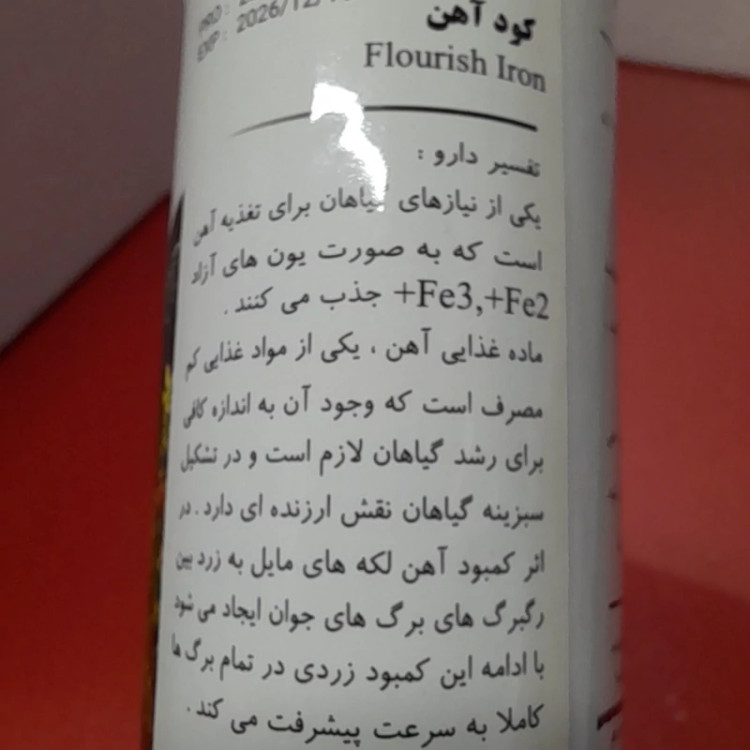 PRO :
EXP : 2026/12/
کود آهن
Flourish Iron
تفسیر دارو :
یکی از نیازهای گیاهان برای تغذیه آهن
است که به صورت یون های آزاد
+Fe3,+Fe2 جذب می کنند .
ماده غذایی آهن ، یکی از مواد غذایی کم
مصرف است که وجود آن به اندازه کافی
برای رشد گیاهان لازم است و در تشکیل
سبزینه گیاهان نقش ارزنده ای دارد . در
اثر کمبود آهن لکه های مایل به زرد بین
رگبرگ های برگ های جوان ایجاد می شود
با ادامه این کمبود زردی در تمام برگ ها
کاملا به سرعت پیشرفت می کند .